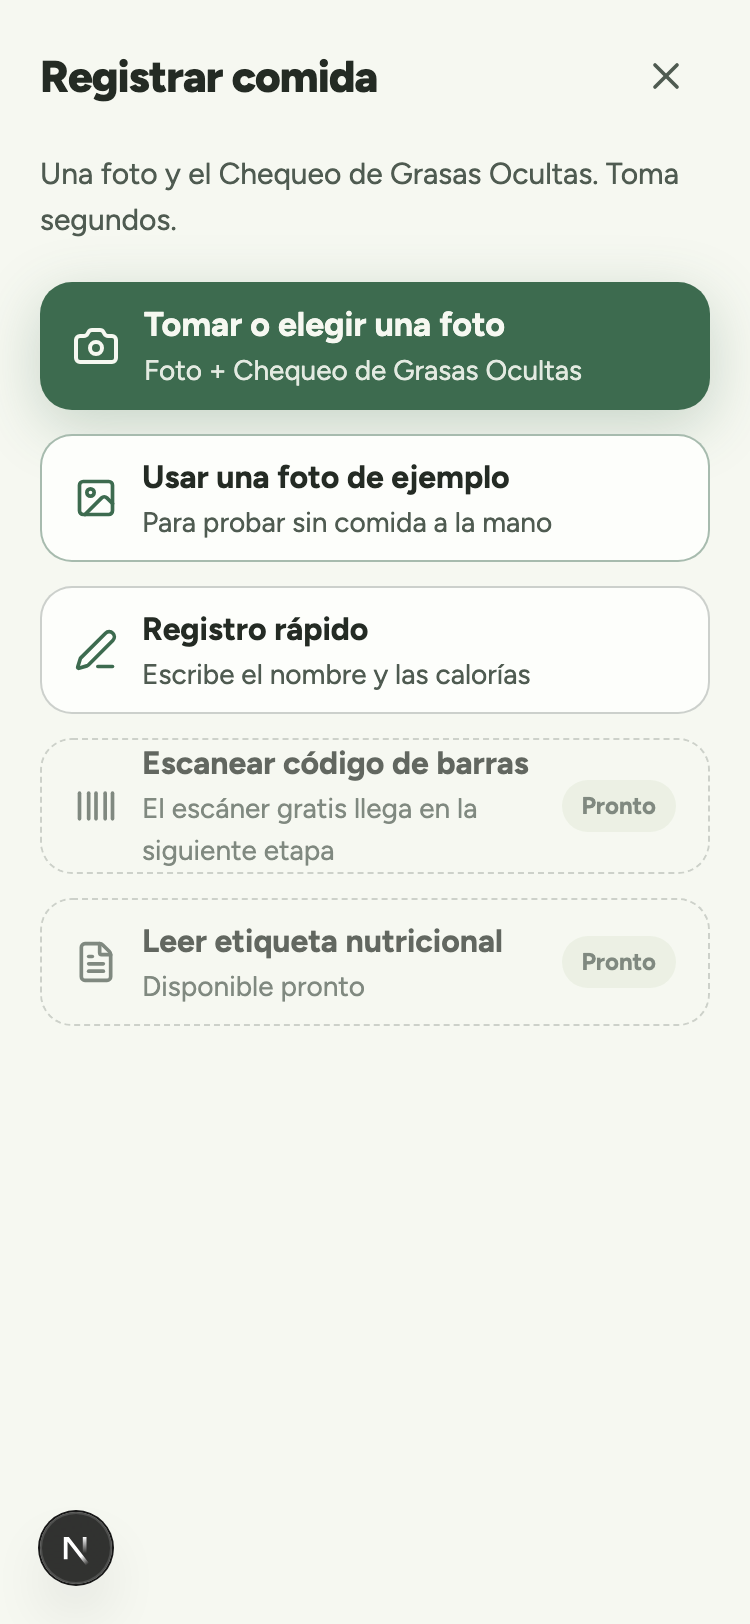 Registrar comida
Una foto y el Chequeo de Grasas Ocultas. Toma
segundos.
Tomar o elegir una foto
Foto + Chequeo de Grasas Ocultas
Usar una foto de ejemplo
Para probar sin comida a la mano
Registro rápido
Escribe el nombre y las calorías
Escanear código de barras
El escáner gratis llega en la
siguiente etapa
Pronto
Leer etiqueta nutricional
Disponible pronto
Pronto
N